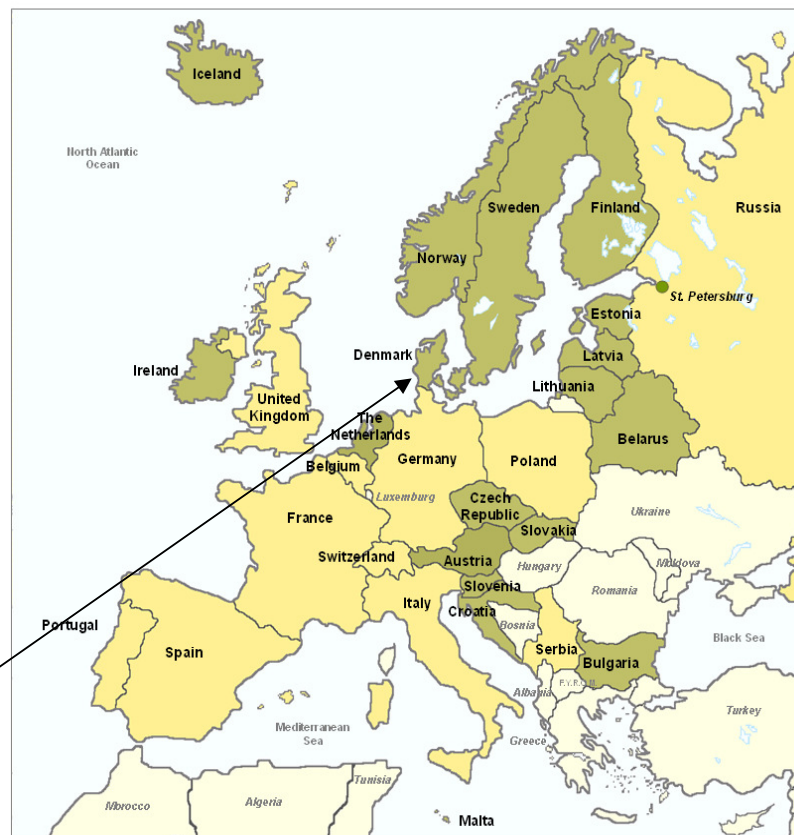 Iceland
North Atlantic
Ocean
Sweden
Finland
Russia
Norway
St. Petersburg
Estonia
Denmark
Latvia
Ireland
Lithuania
United
Kingdom
The
Netherlands
Belarus
Belgium
Germany
Poland
Luxemburg
Czech
Republic
Ukraine
France
Slovakia
Switzerland
Austria
Hungary
Moldova
Slovenia
Romania
Italy
Croatia
Bosnia
Portugal
Spain
Serbia
Black Sea
Bulgaria
F.Y.R.O.M.
Albania
Turkey
Mediterranean
Sea
Greece
Tunisia
Morocco
Algeria
Malta